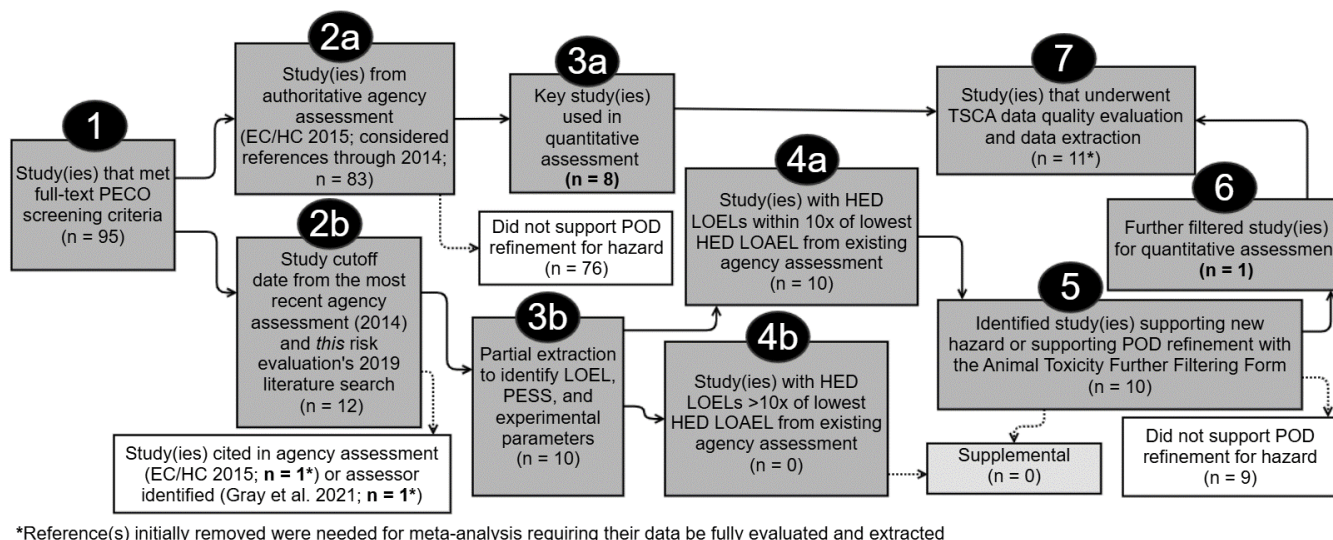 1
Study(ies) that met
full-text PECO
screening criteria
(n = 95)
2a
Study(ies) from
authoritative agency
assessment
(EC/HC 2015; considered
references through 2014;
n = 83)
2b
Study cutoff
date from the most
recent agency
assessment (2014)
and this risk
evaluation's 2019
literature search
(n = 12)
Study(ies) cited in agency assessment
(EC/HC 2015; n = 1*) or assessor
identified (Gray et al. 2021; n = 1*)
3a
Key study(ies)
used in
quantitative
assessment
(n = 8)
Did not support POD
refinement for hazard
(n = 76)
3b
Partial extraction
to identify LOEL,
PESS, and
experimental
parameters
(n = 10)
4a
Study(ies) with HED
LOELs within 10x of lowest
HED LOAEL from existing
agency assessment
(n = 10)
4b
Study(ies) with HED
LOELs >10x of lowest
HED LOAEL from existing
agency assessment
(n = 0)
5
Identified study(ies) supporting new
hazard or supporting POD refinement with
the Animal Toxicity Further Filtering Form
(n = 10)
Supplemental
(n = 0)
Did not support POD
refinement for hazard
(n = 9)
6
Further filtered study(ies)
for quantitative assessmen
(n = 1)
7
Study(ies) that underwent
TSCA data quality evaluation
and data extraction
(n = 11*)
*Reference(s) initially removed were needed for meta-analysis requiring their data be fully evaluated and extracted